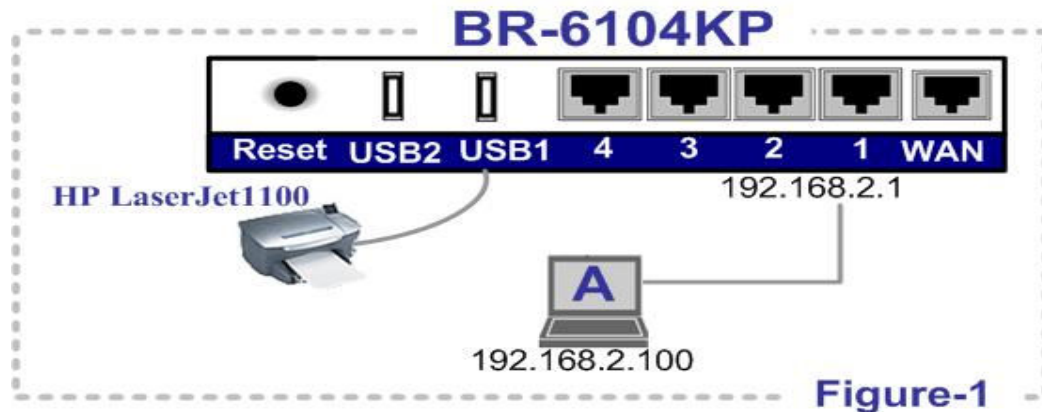 BR-6104KP
Reset USB2 USB1 4 3 2 1 WAN
192.168.2.1
HP LaserJet1100
A
192.168.2.100
Figure-1